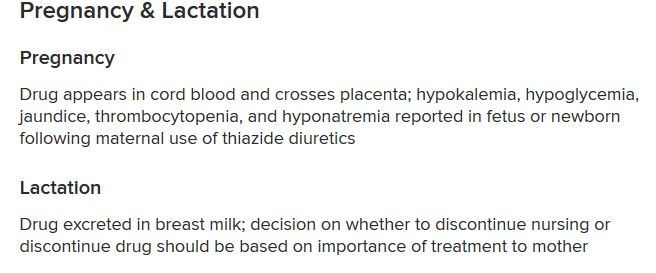 Pregnancy & Lactation
Pregnancy
Drug appears in cord blood and crosses placenta; hypokalemia, hypoglycemia,
jaundice, thrombocytopenia, and hyponatremia reported in fetus or newborn
following maternal use of thiazide diuretics
Lactation
Drug excreted in breast milk; decision on whether to discontinue nursing or
discontinue drug should be based on importance of treatment to mother